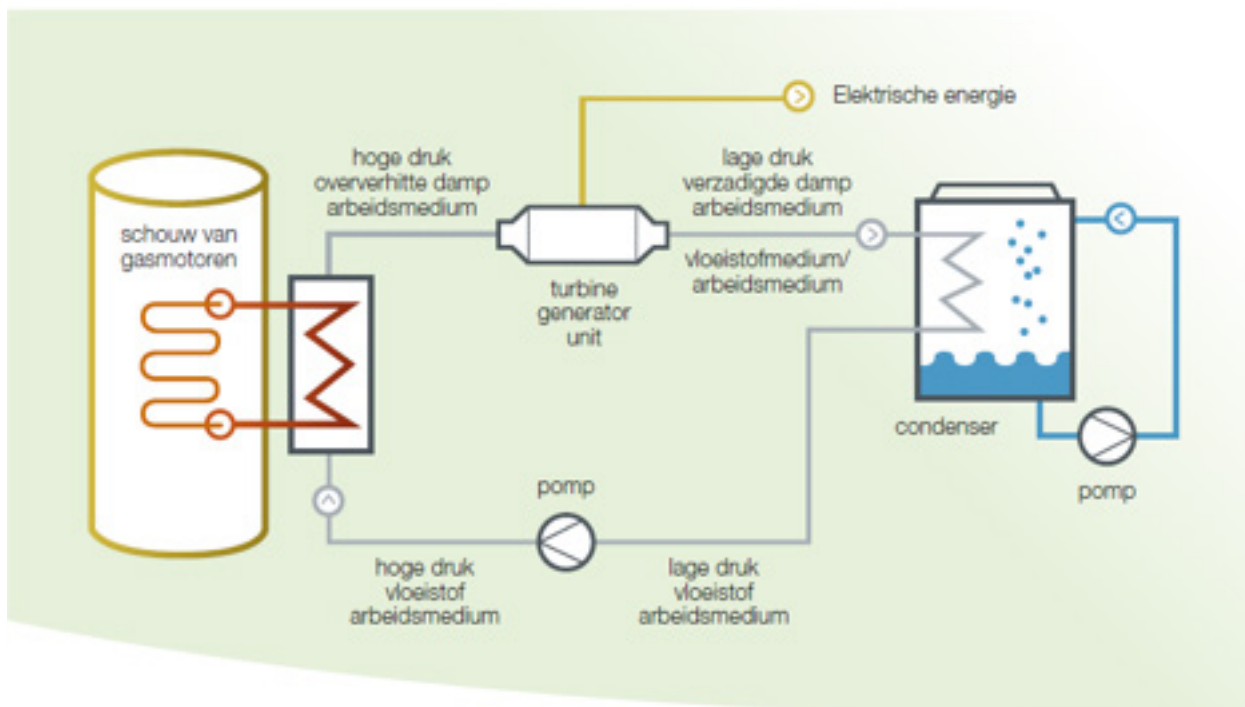 Elektrische energie
hoge druk
oververhitte damp
arbeidsmedium
lage druk
verzadigde damp
arbeidsmedium
schouw van
gasmotoren
vloeistofmedium/
arbeidsmedium
turbine
generator
unit
condenser
pomp
pomp
hoge druk
vloeistof
arbeidsmedium
lage druk
vloeistof
arbeidsmedium